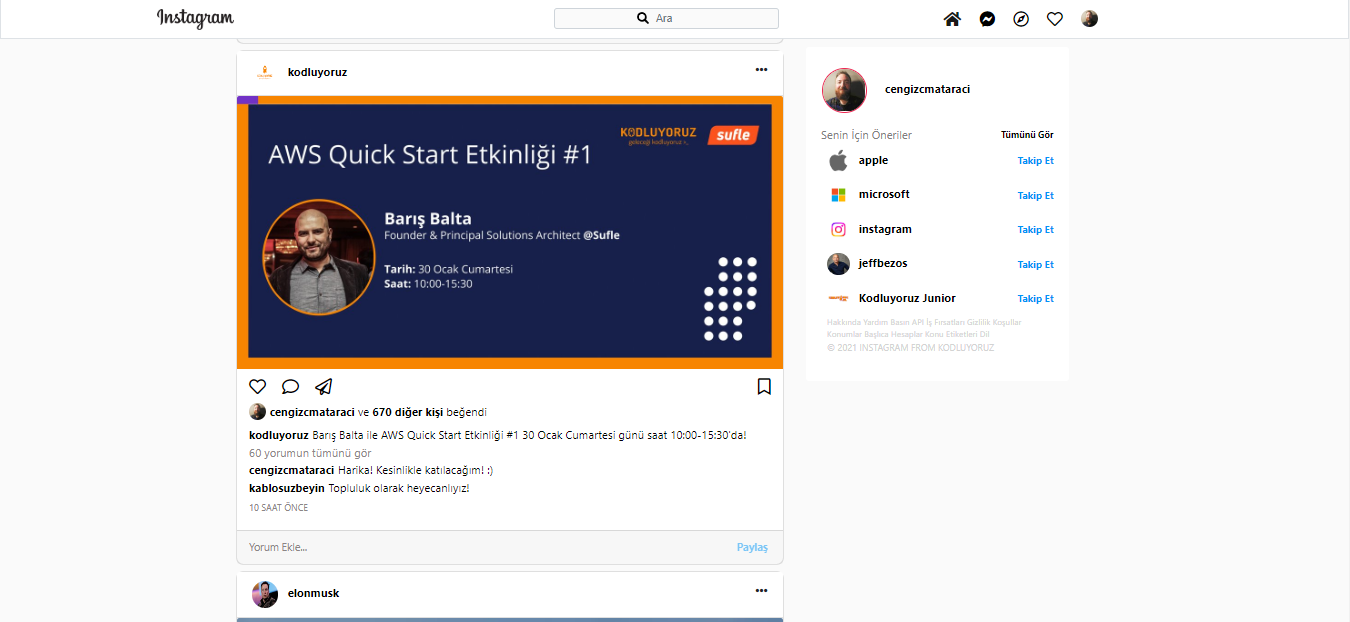 Instagram
Ara
kodluyoruz
KODLUYORUZ
geleceği kodluyoruz >_
sufle
AWS Quick Start Etkinliği #1
Barış Balta
Founder & Principal Solutions Architect @Sufle
Tarih: 30 Ocak Cumartesi
Saat: 10:00-15:30
cengizcmataraci ve 670 diğer kişi beğendi
kodluyoruz Barış Balta ile AWS Quick Start Etkinliği #1 30 Ocak Cumartesi günü saat 10:00-15:30'da!
60 yorumun tümünü gör
cengizcmataraci Harika! Kesinlikle katılacağım! :)
kablosuzbeyin Topluluk olarak heyecanlıyız!
10 SAAT ÖNCE
Yorum Ekle...
Paylaş
elonmusk
cengizcmataraci
Senin İçin Öneriler
Tümünü Gör
apple
Takip Et
microsoft
Takip Et
instagram
Takip Et
jeffbezos
Takip Et
Kodluyoruz Junior
Takip Et
Hakkında Yardım Basın API İş Fırsatları Gizlilik Koşullar
Konumlar Başlıca Hesaplar Konu Etiketleri Dil
© 2021 INSTAGRAM FROM KODLUYORUZ